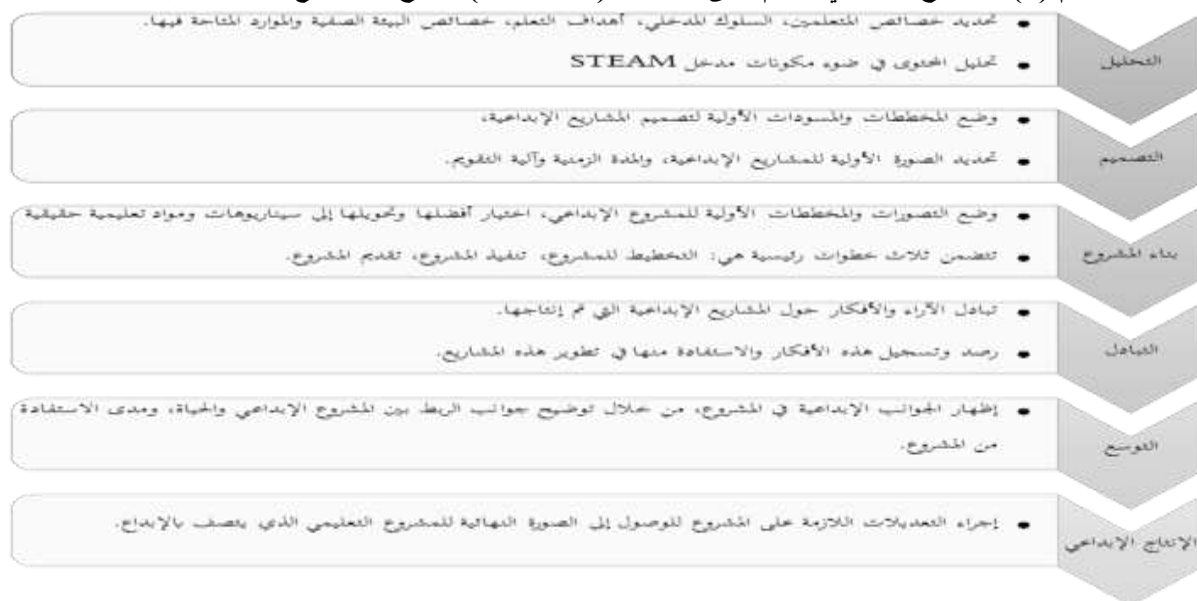 التحليل
• تحديد خصائص المتعلمين، السلوك المدخلي، أهداف التعلم، خصائص البيئة الصفية والموارد المتاحة فيها.
• تحليل المحتوى في ضوء مكونات مدخل STEAM
التصميم
• وضع المخططات والمسودات الأولية لتصميم المشاريع الإبداعية،
• تحديد الصورة الأولية للمشاريع الإبداعية، والمدة الزمنية وآلية التقويم.
بناء المشروع
• وضع التصورات والمخططات الأولية للمشروع الإبداعي، اختيار أفضلها وتحويلها إلى سيناريوهات ومواد تعليمية حقيقية
• تتضمن ثلاث خطوات رئيسية هي: التخطيط للمشروع، تنفيذ المشروع، تقديم المشروع.
التبادل
• تبادل الآراء والأفكار حول المشاريع الإبداعية التي تم إنتاجها.
• رصد وتسجيل هذه الأفكار والاستفادة منها في تطوير هذه المشاريع.
التوسع
• إظهار الجوانب الإبداعية في المشروع، من خلال توضيح جوانب الربط بين المشروع الإبداعي والحياة، ومدى الاستفادة
من المشروع.
الإنتاج الإبداعي
• إجراء التعديلات اللازمة على المشروع للوصول إلى الصورة النهائية للمشروع التعليمي الذي يتصف بالإبداع.